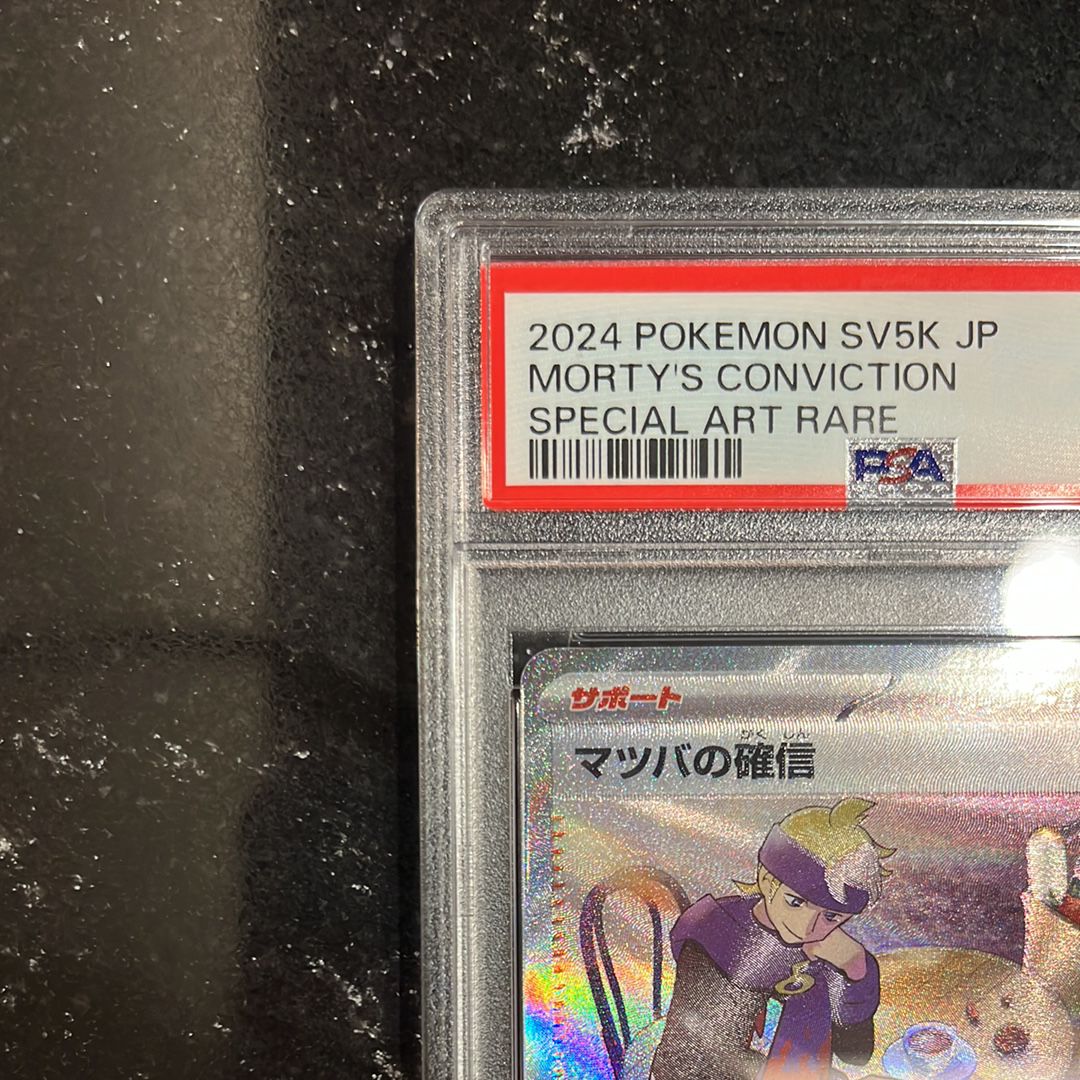 2024 POKEMON SV5K JP
MORTY'S CONVICTION
SPECIAL ART RARE
PSA
サポート
かくしん
マツバの確信